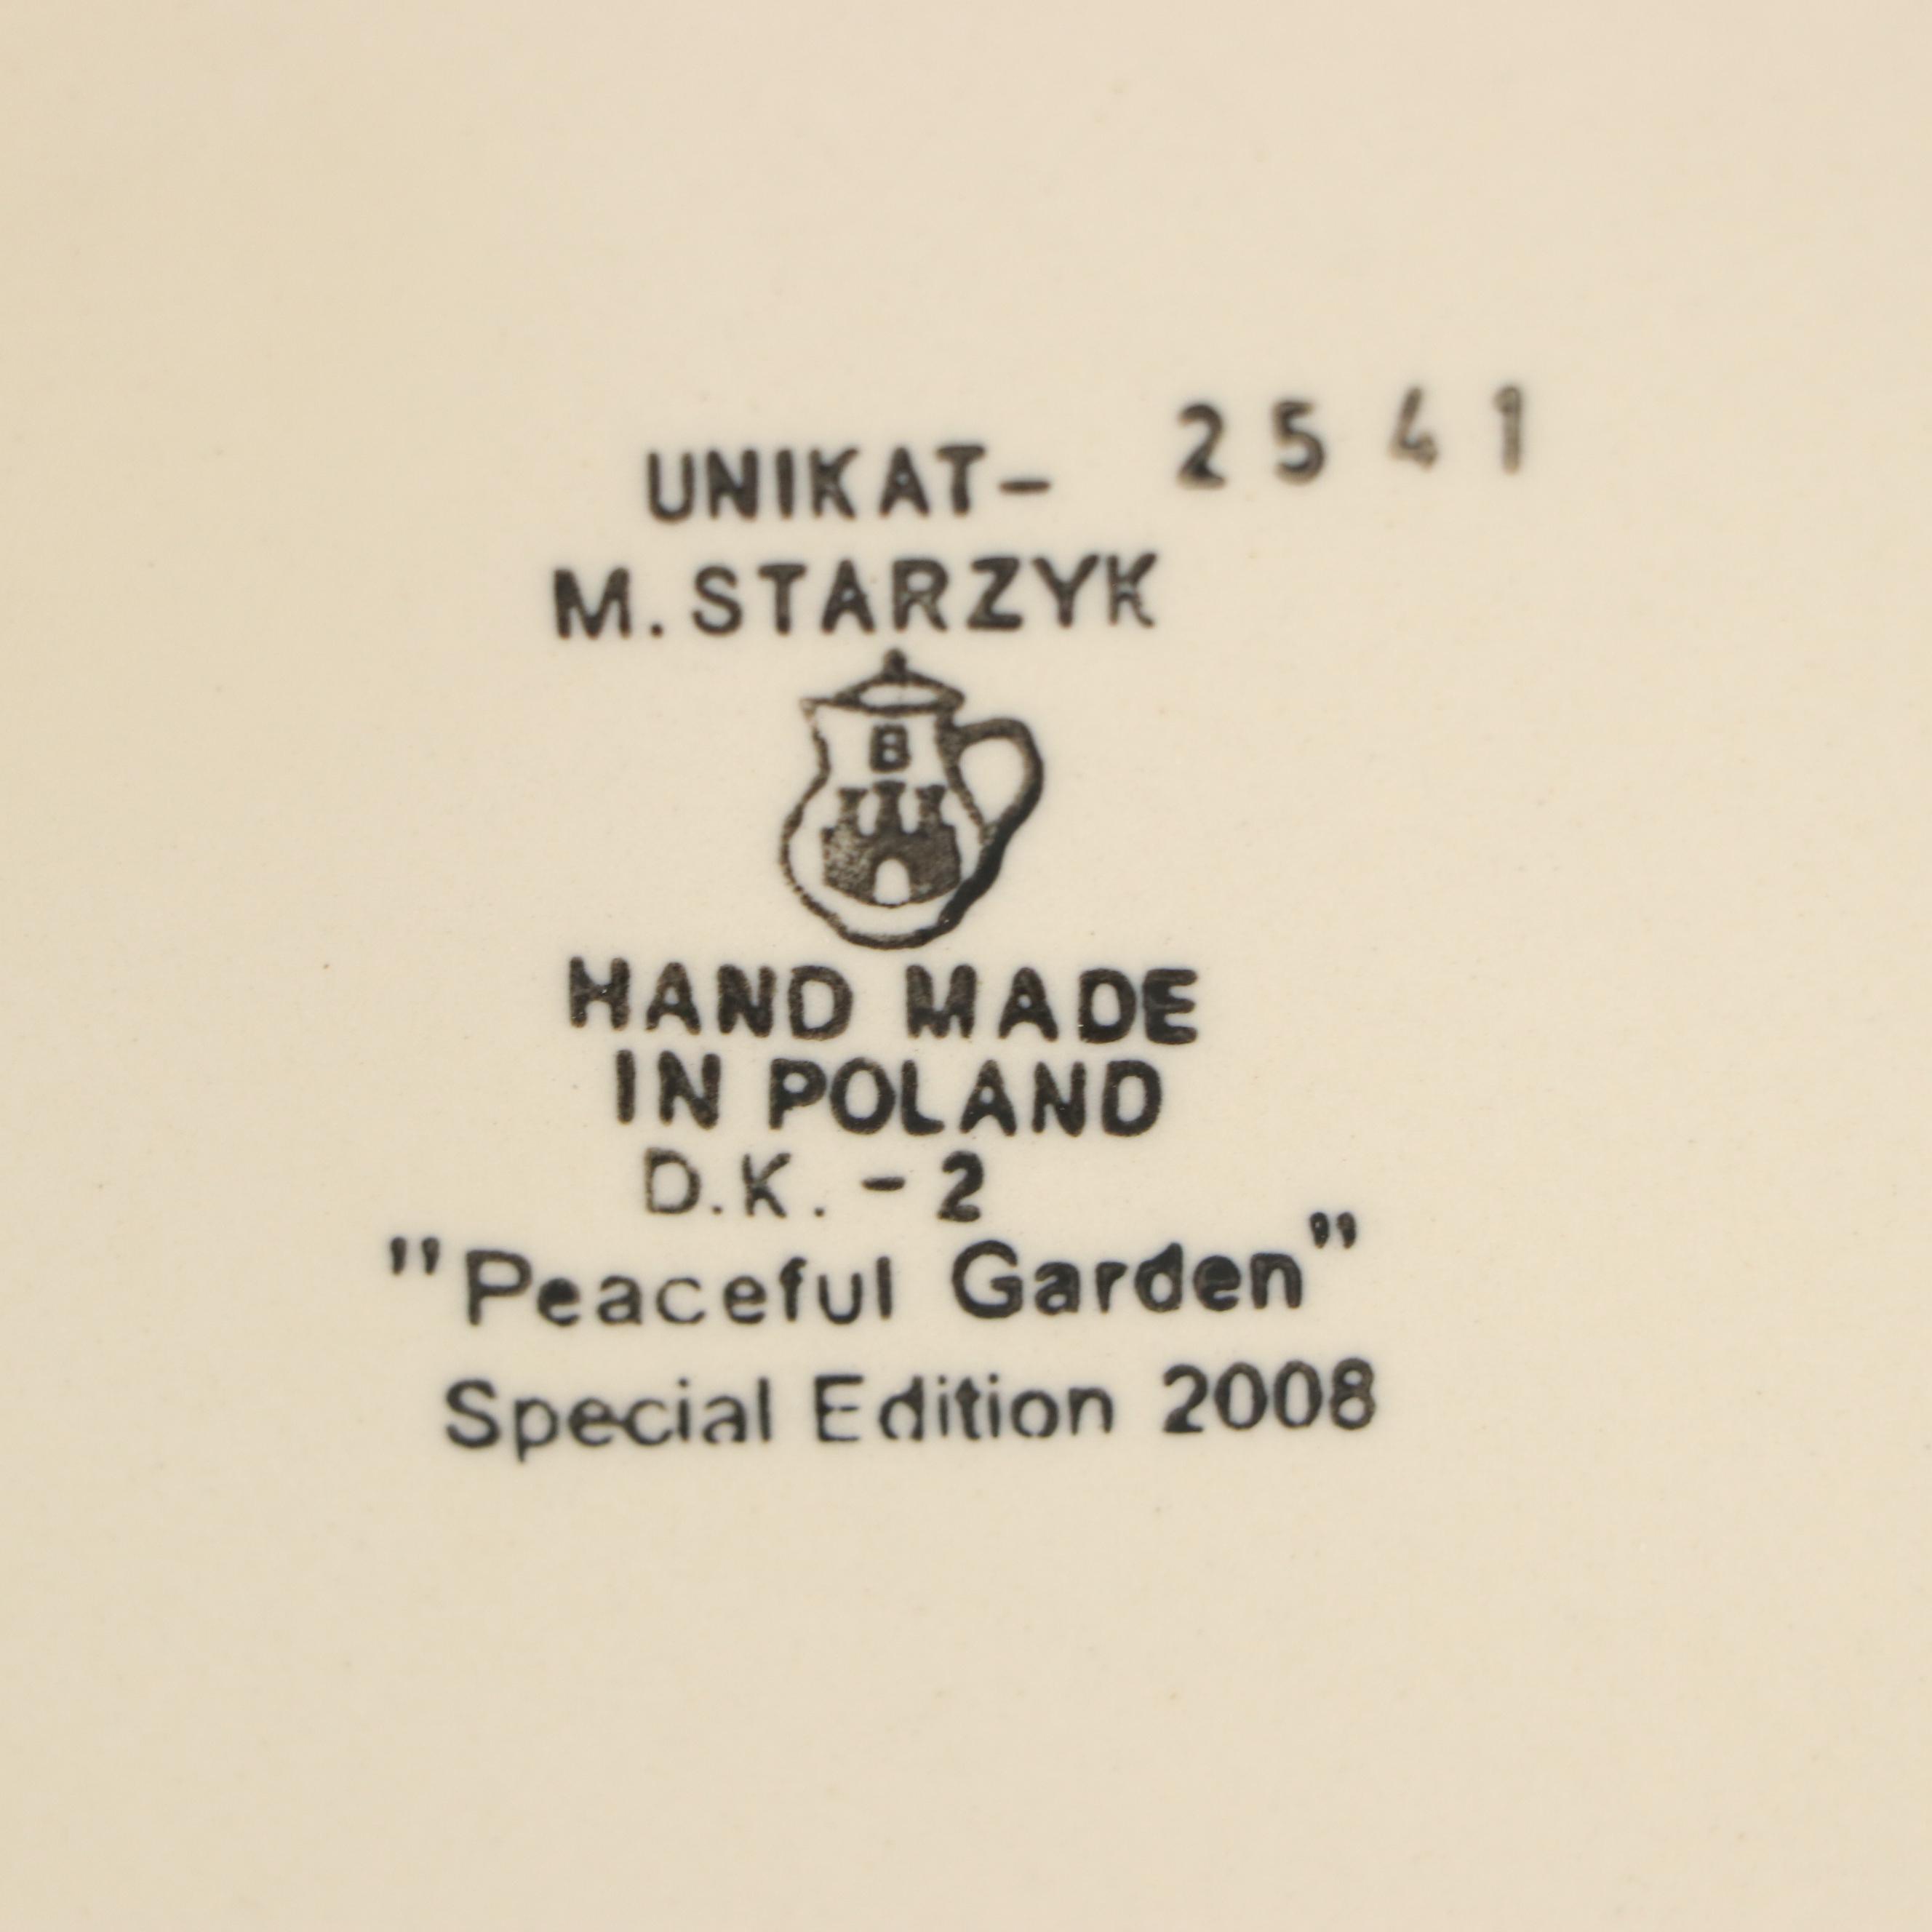 UNIKAT- 2541
M. STARZYK
B
HAND MADE
IN POLAND
D.K. - 2
"Peaceful Garden"
Special Edition 2008